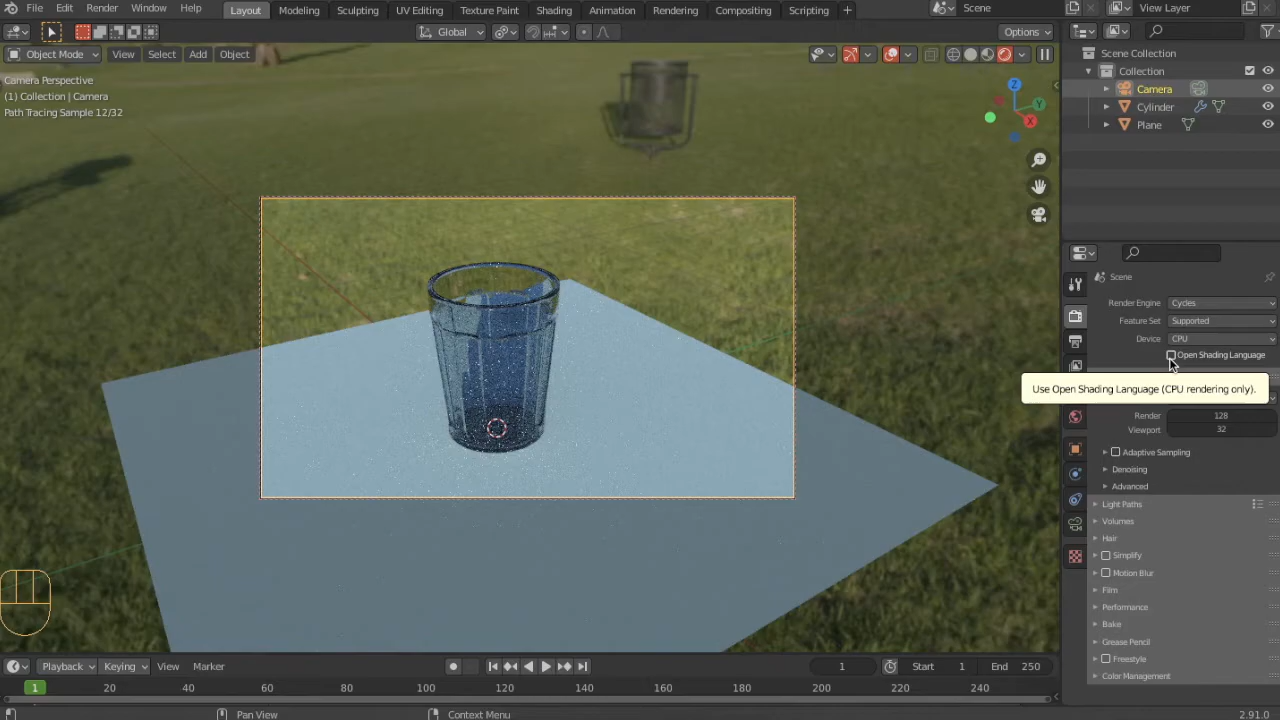 File Edit Render Window Help Layout Modeling Sculpting UV Editing Texture Paint Shading Animation Rendering Compositing Scripting + Scene View Layer
Global Options
Object Mode View Select Add Object
Camera Perspective
(1) Collection | Camera
Path Tracing Sample 12/32
Z
Y
X
Scene Collection
Collection
Camera
Cylinder
Plane
Scene
Render Engine Cycles
Feature Set Supported
Device CPU
Open Shading Language
Use Open Shading Language (CPU rendering only).
Render 128
Viewport 32
Adaptive Sampling
Denoising
Advanced
Light Paths
Volumes
Hair
Simplify
Motion Blur
Film
Performance
Bake
Grease Pencil
Freestyle
Color Management
Playback Keying View Marker 1 Start 1 End 250
1 20 40 60 80 100 120 140 160 180 200 220 240
Pan View Context Menu 2.91.0